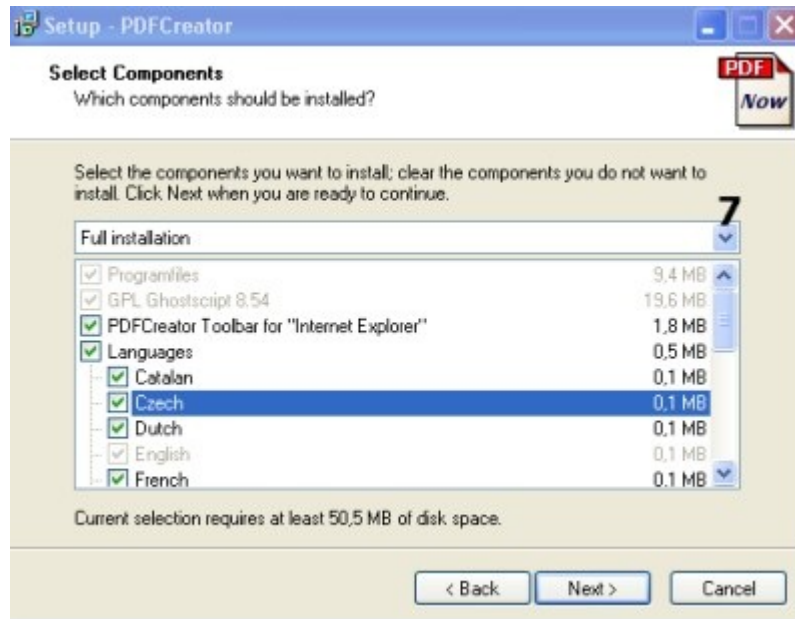 Setup - PDFCreator
Select Components
Which components should be installed?
PDF
Now
Select the components you want to install; clear the components you do not want to
install. Click Next when you are ready to continue.
7
Full installation
Programfiles 9,4 MB
GPL Ghostscript 8.54 19,6 MB
PDFCreator Toolbar for "Internet Explorer" 1,8 MB
Languages 0,5 MB
Catalan 0,1 MB
Czech 0,1 MB
Dutch 0,1 MB
English 0,1 MB
French 0,1 MB
Current selection requires at least 50,5 MB of disk space.
< Back Next > Cancel